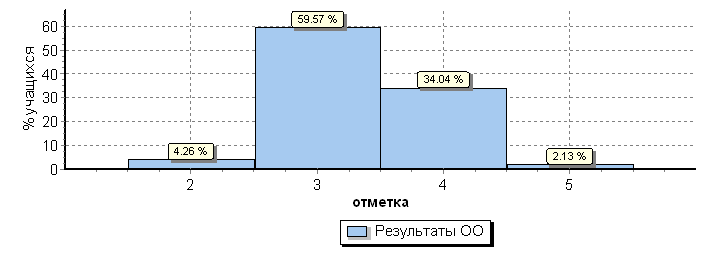 % учащихся
60
50
40
30
20
10
0
4.26 %
59.57 %
34.04 %
2.13 %
2 3 4 5
отметка
Результаты ОО